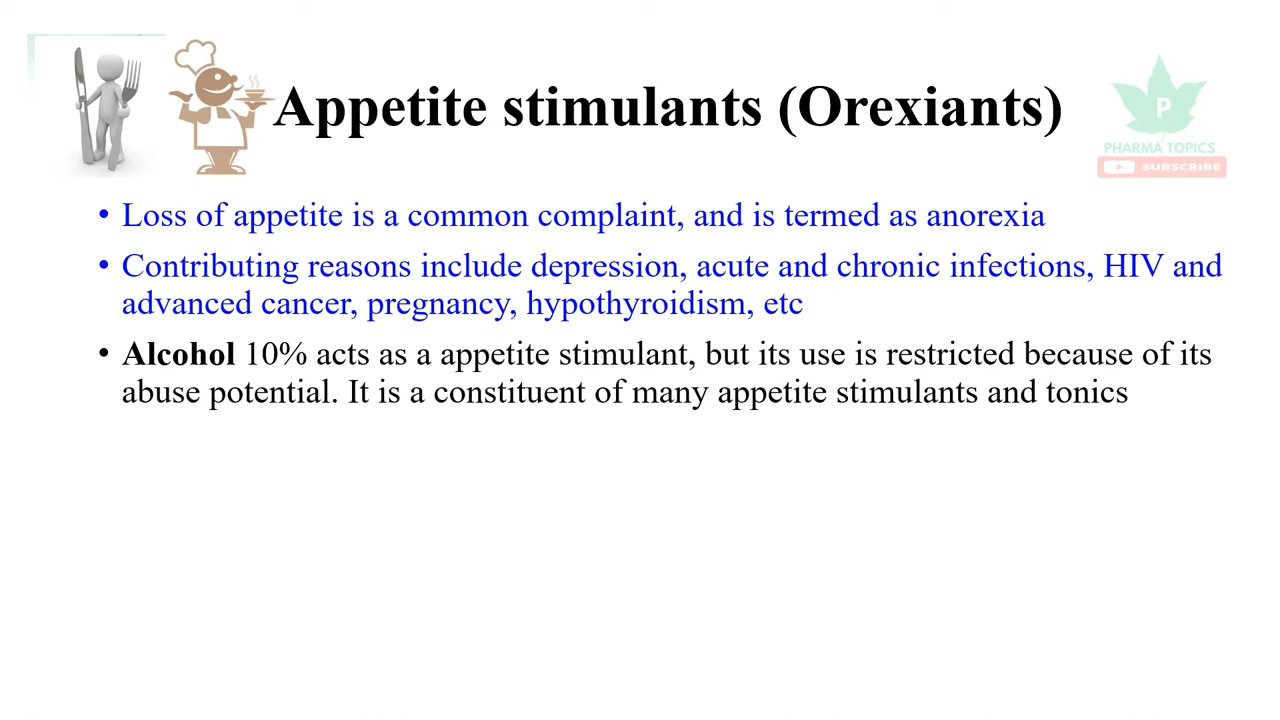 Appetite stimulants (Orexiants)
P
PHARMA TOPICS
SUBSCRIBE
• Loss of appetite is a common complaint, and is termed as anorexia
• Contributing reasons include depression, acute and chronic infections, HIV and
advanced cancer, pregnancy, hypothyroidism, etc
• Alcohol 10% acts as a appetite stimulant, but its use is restricted because of its
abuse potential. It is a constituent of many appetite stimulants and tonics